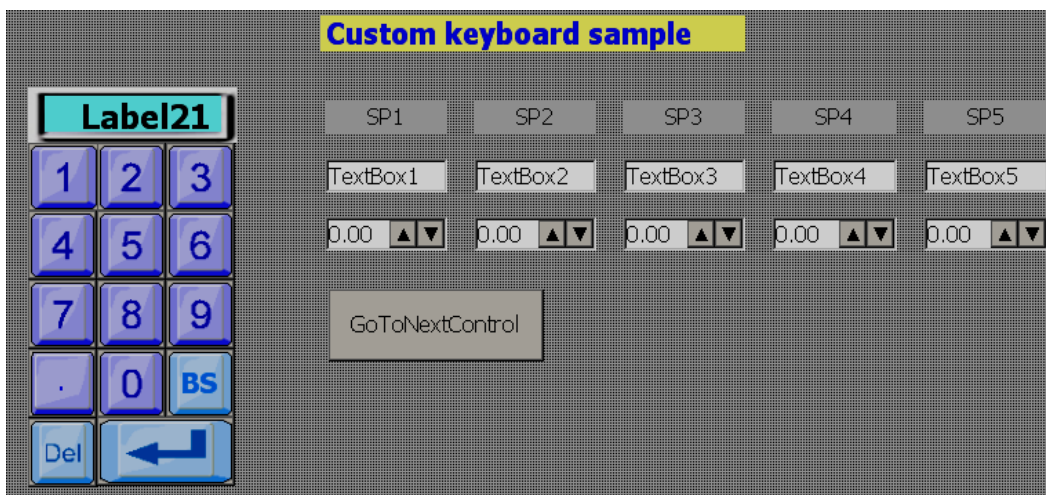 Custom keyboard sample
Label21
SP1 SP2 SP3 SP4 SP5
1 2 3
TextBox1 TextBox2 TextBox3 TextBox4 TextBox5
4 5 6
0.00 0.00 0.00 0.00 0.00
7 8 9
GoToNextControl
. 0 BS
Del